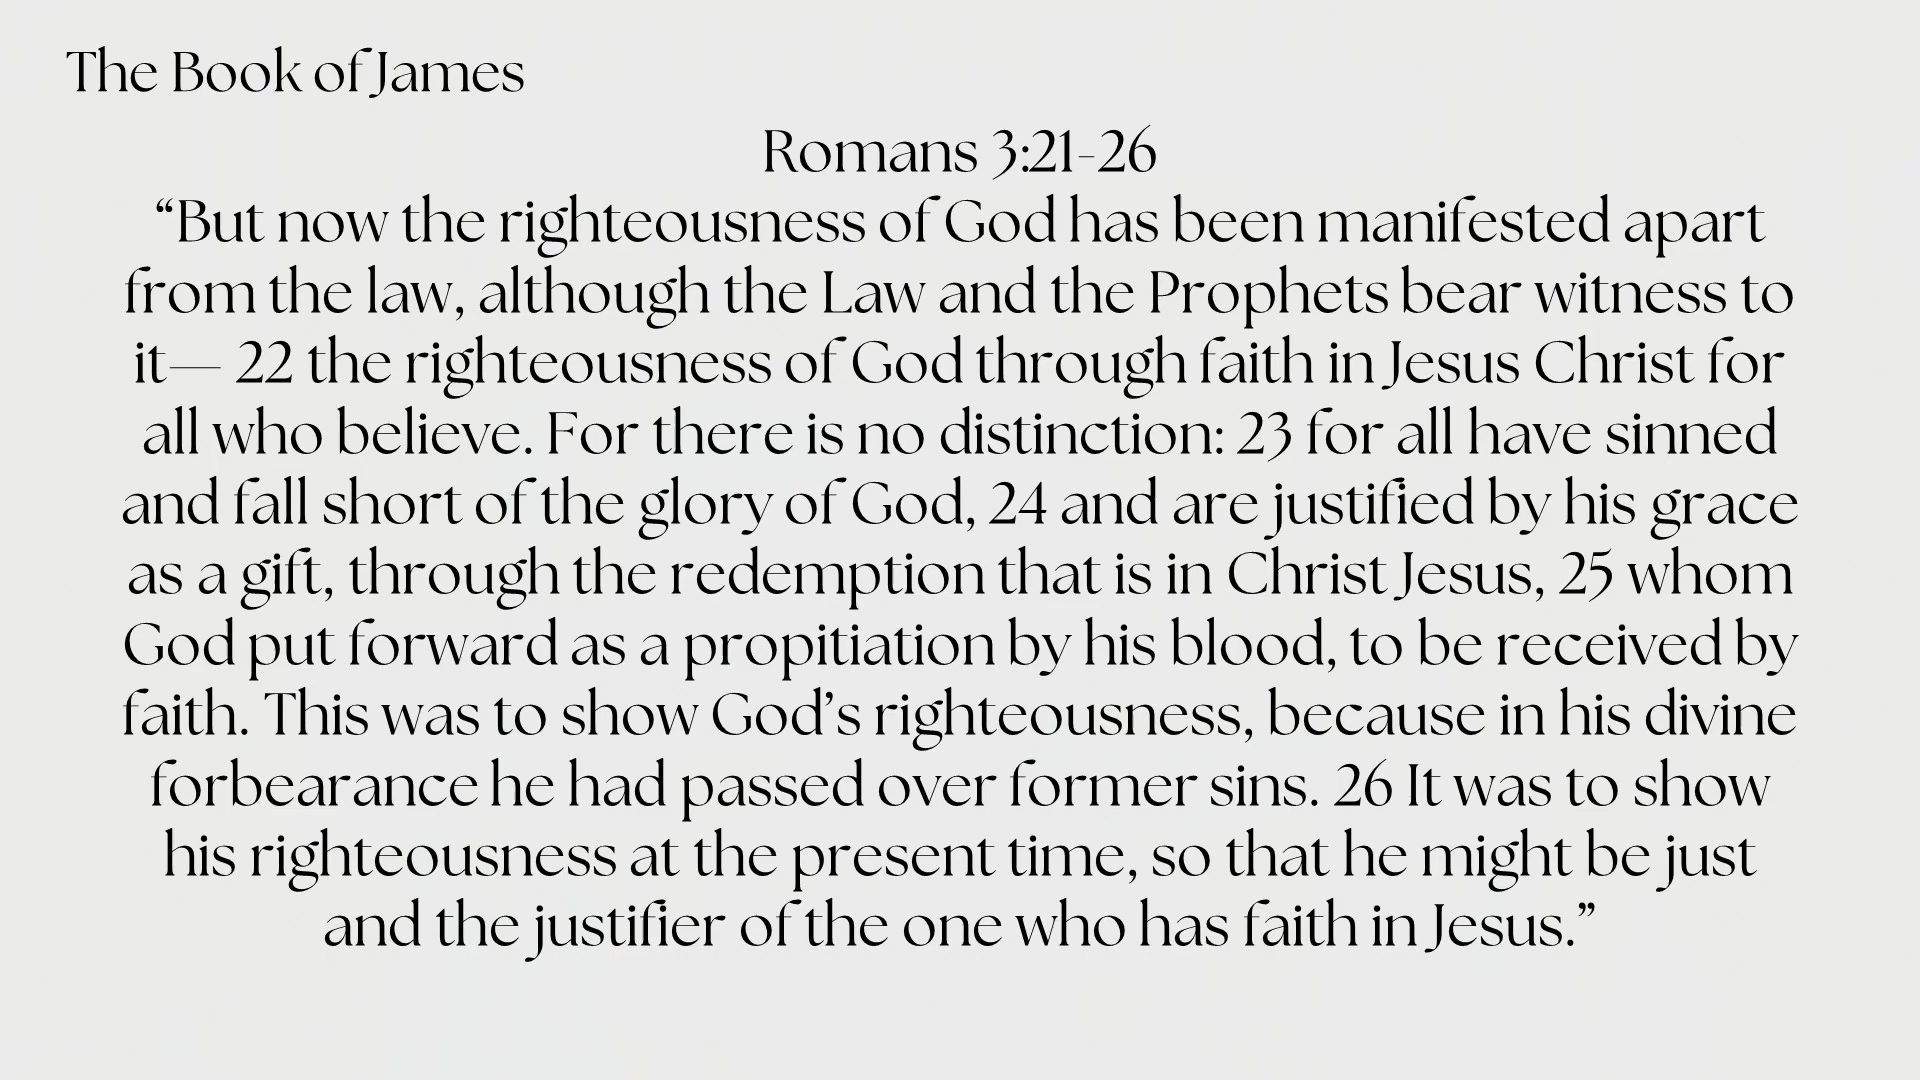 The Book of James
Romans 3:21-26
“But now the righteousness of God has been manifested apart
from the law, although the Law and the Prophets bear witness to
it— 22 the righteousness of God through faith in Jesus Christ for
all who believe. For there is no distinction: 23 for all have sinned
and fall short of the glory of God, 24 and are justified by his grace
as a gift, through the redemption that is in Christ Jesus, 25 whom
God put forward as a propitiation by his blood, to be received by
faith. This was to show God’s righteousness, because in his divine
forbearance he had passed over former sins. 26 It was to show
his righteousness at the present time, so that he might be just
and the justifier of the one who has faith in Jesus.”